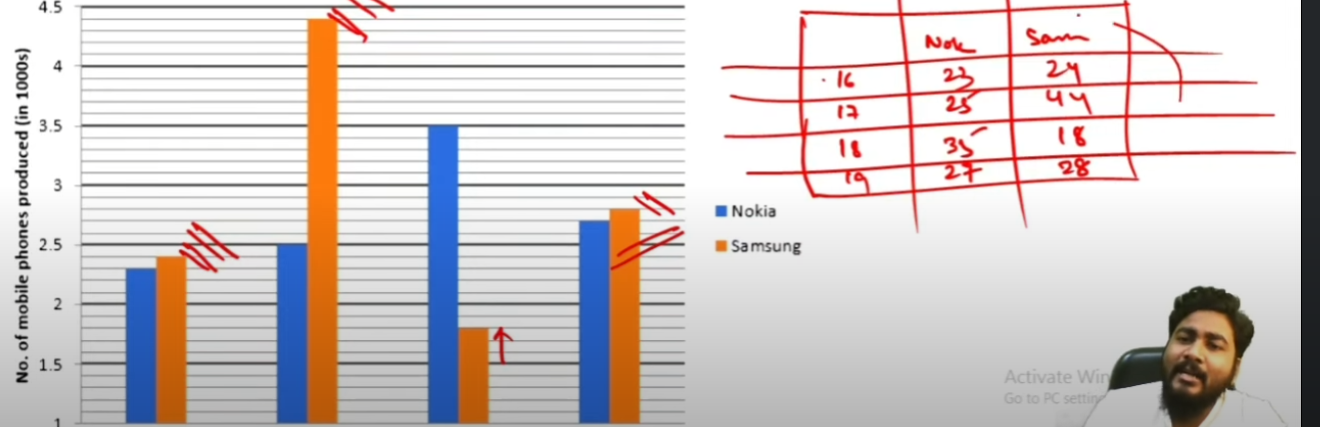 No. of mobile phones produced (in 1000s)
4.5
4
3.5
3
2.5
2
1.5
1
Nokia
Samsung
Nok Sam
16 23 24
17 25 44
18 35 18
19 27 28
Activate Win
Go to PC setting